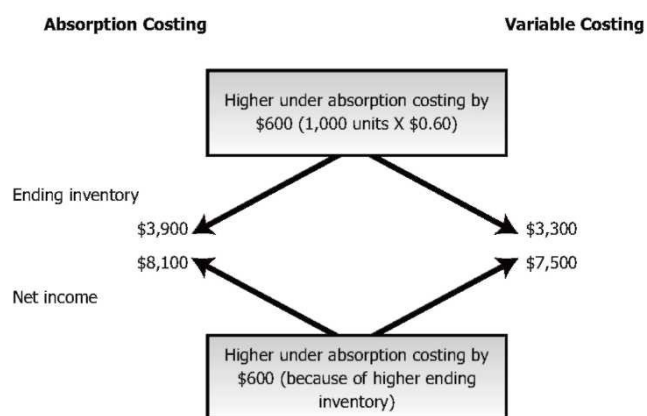 Absorption Costing
Variable Costing
Higher under absorption costing by
$600 (1,000 units X $0.60)
Ending inventory
$3,900
$3,300
$8,100
$7,500
Net income
Higher under absorption costing by
$600 (because of higher ending
inventory)